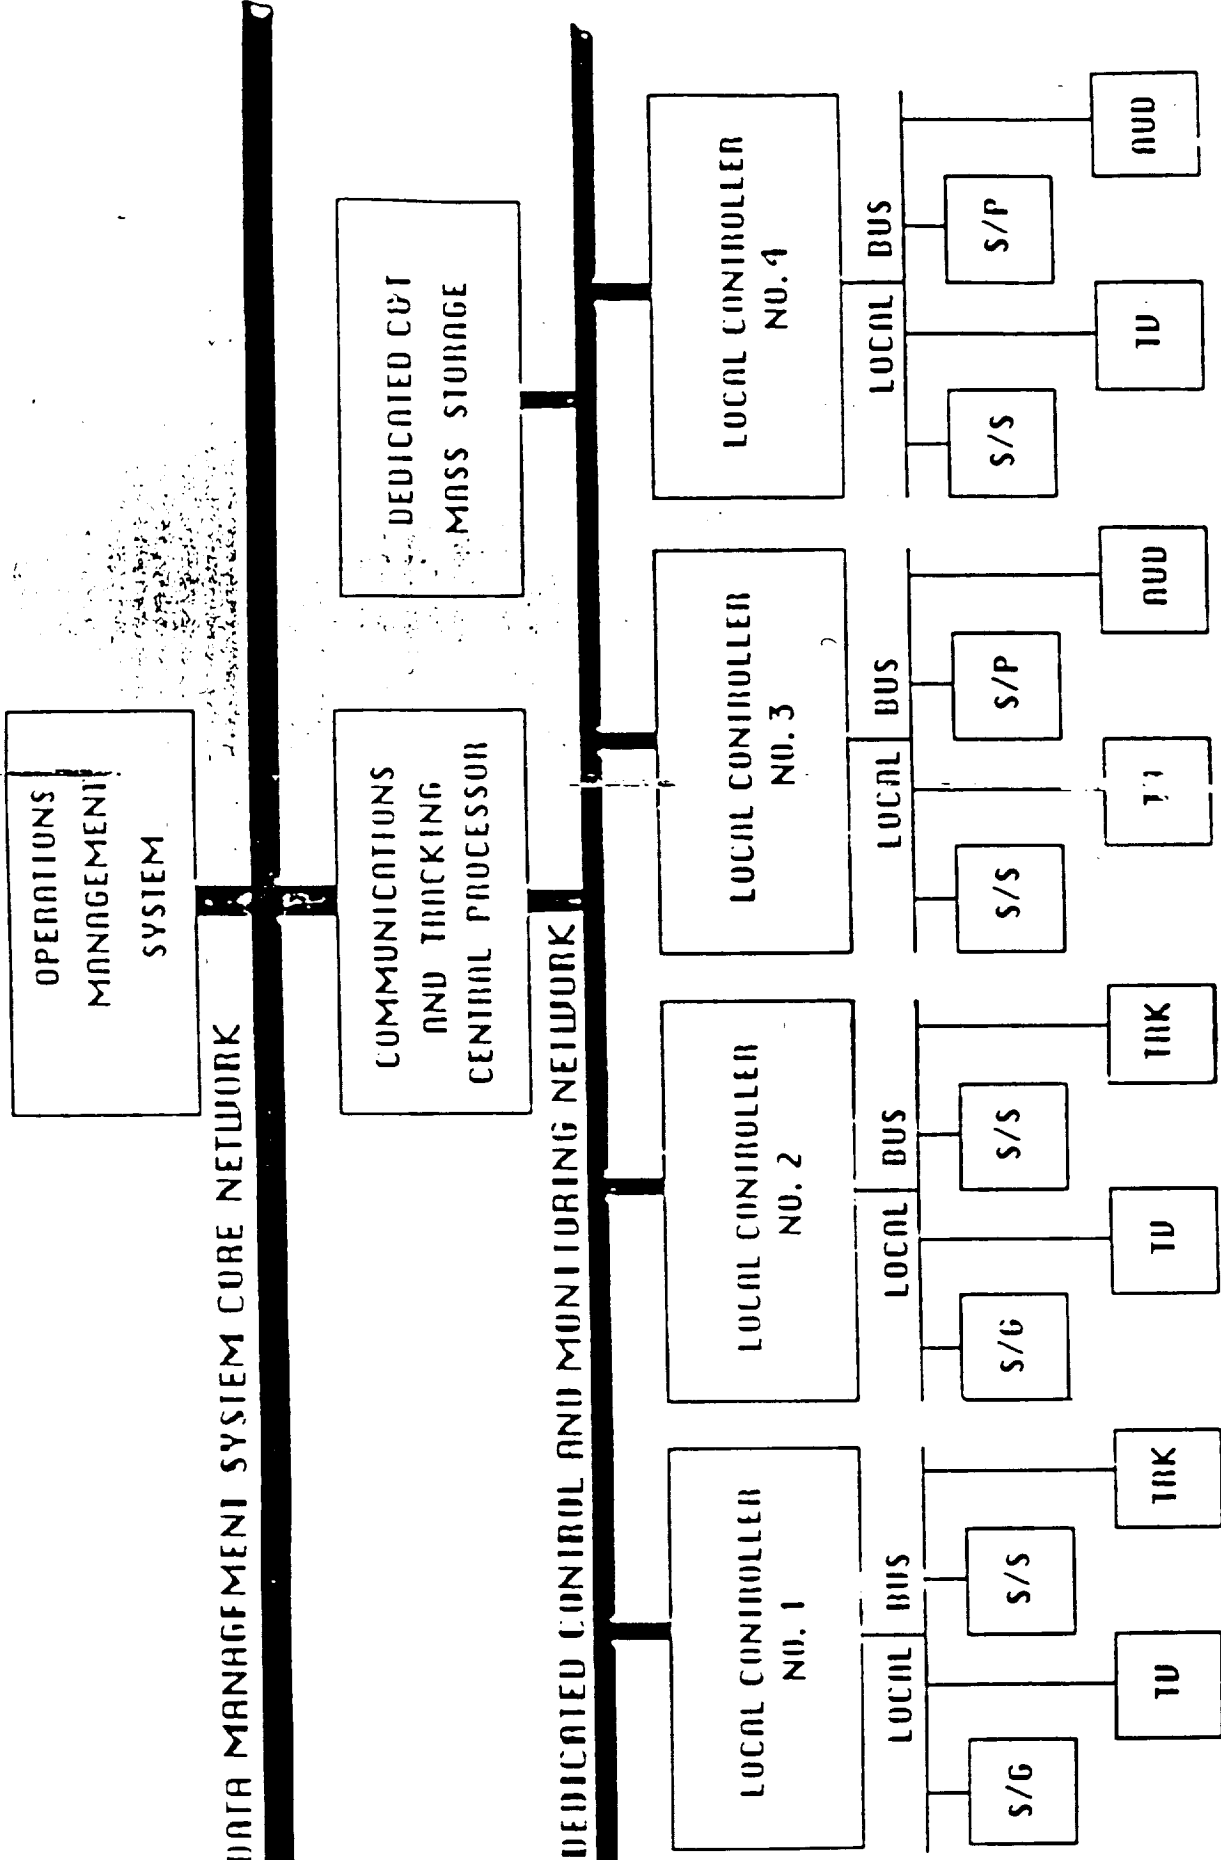 OPERATIONS
MANAGEMENT
SYSTEM
DATA MANAGEMENT SYSTEM CORE NETWORK
COMMUNICATIONS
AND TRACKING
CENTRAL PROCESSOR
DEDICATED C&T
MASS STORAGE
DEDICATED CONTROL AND MONITORING NETWORK
LOCAL CONTROLLER
NO. 1
LOCAL CONTROLLER
NO. 2
LOCAL CONTROLLER
NO. 3
LOCAL CONTROLLER
NO. 4
LOCAL BUS
LOCAL BUS
LOCAL BUS
LOCAL BUS
S/G
S/S
S/G
S/S
S/S
S/P
S/S
S/P
TV
TRK
TV
TRK
AUD
TV
AUD